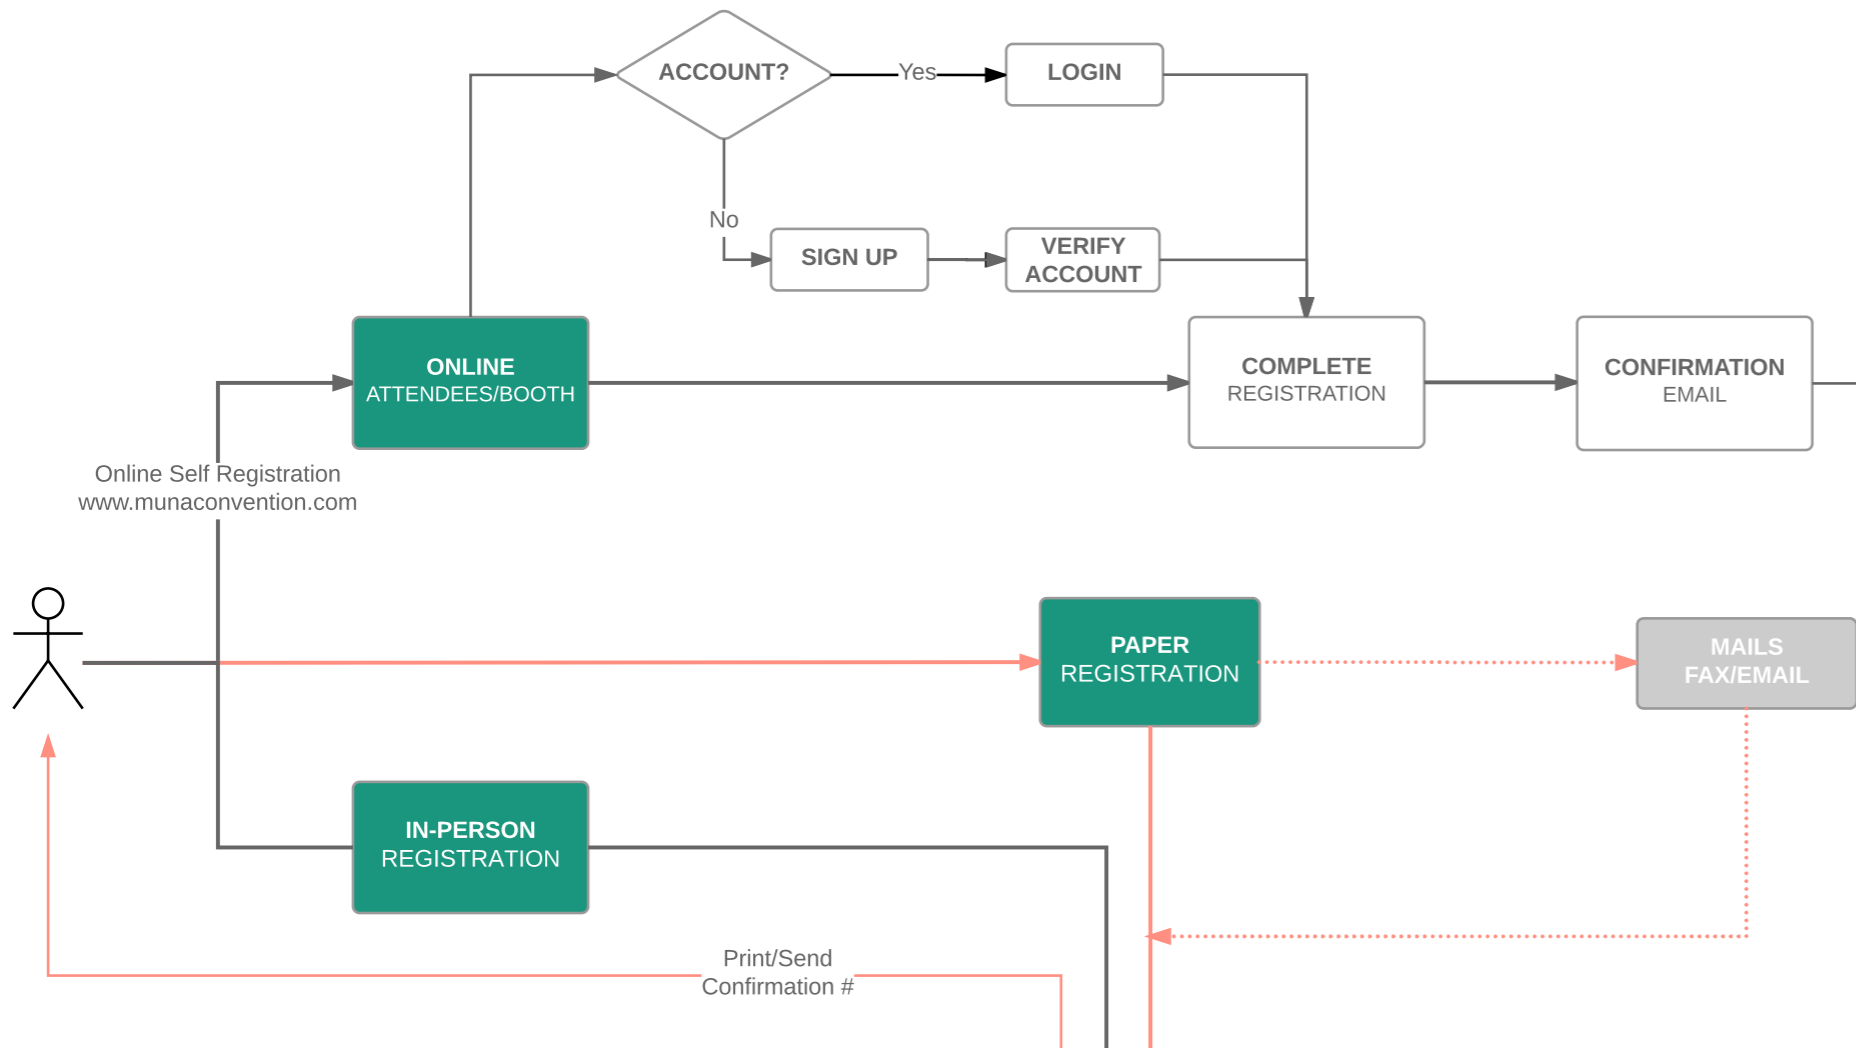 ACCOUNT?
Yes
LOGIN
No
SIGN UP
VERIFY
ACCOUNT
ONLINE
ATTENDEES/BOOTH
COMPLETE
REGISTRATION
CONFIRMATION
EMAIL
Online Self Registration
www.munaconvention.com
PAPER
REGISTRATION
MAILS
FAX/EMAIL
IN-PERSON
REGISTRATION
Print/Send
Confirmation #